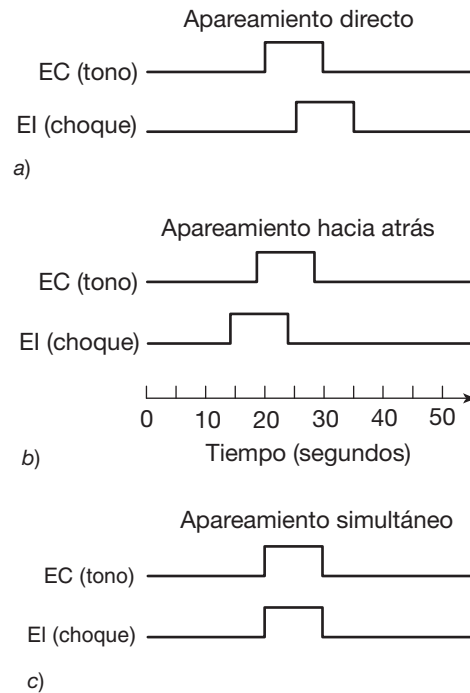 Apareamiento directo
EC (tono)
EI (choque)
a)
Apareamiento hacia atrás
EC (tono)
EI (choque)
0 10 20 30 40 50
Tiempo (segundos)
b)
Apareamiento simultáneo
EC (tono)
EI (choque)
c)